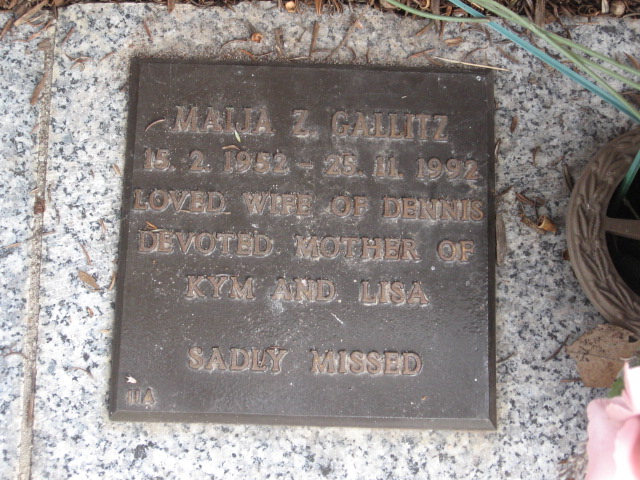 MALIA Z. GALLITZ
15. 2. 1952 - 25. 11. 1992
LOVED WIFE OF DENNIS
DEVOTED MOTHER OF
KYM AND LISA
SADLY MISSED
11A